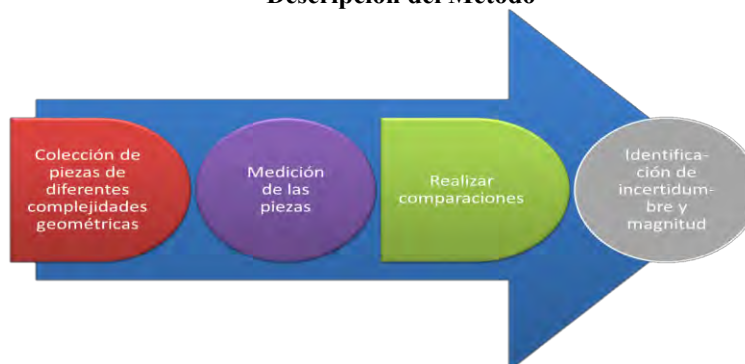 Descripción del Método
Colección de
piezas de
diferentes
complejidades
geométricas
Medición
de las
piezas
Realizar
comparaciones
Identifica-
ción de
incertidum-
bre y
magnitud